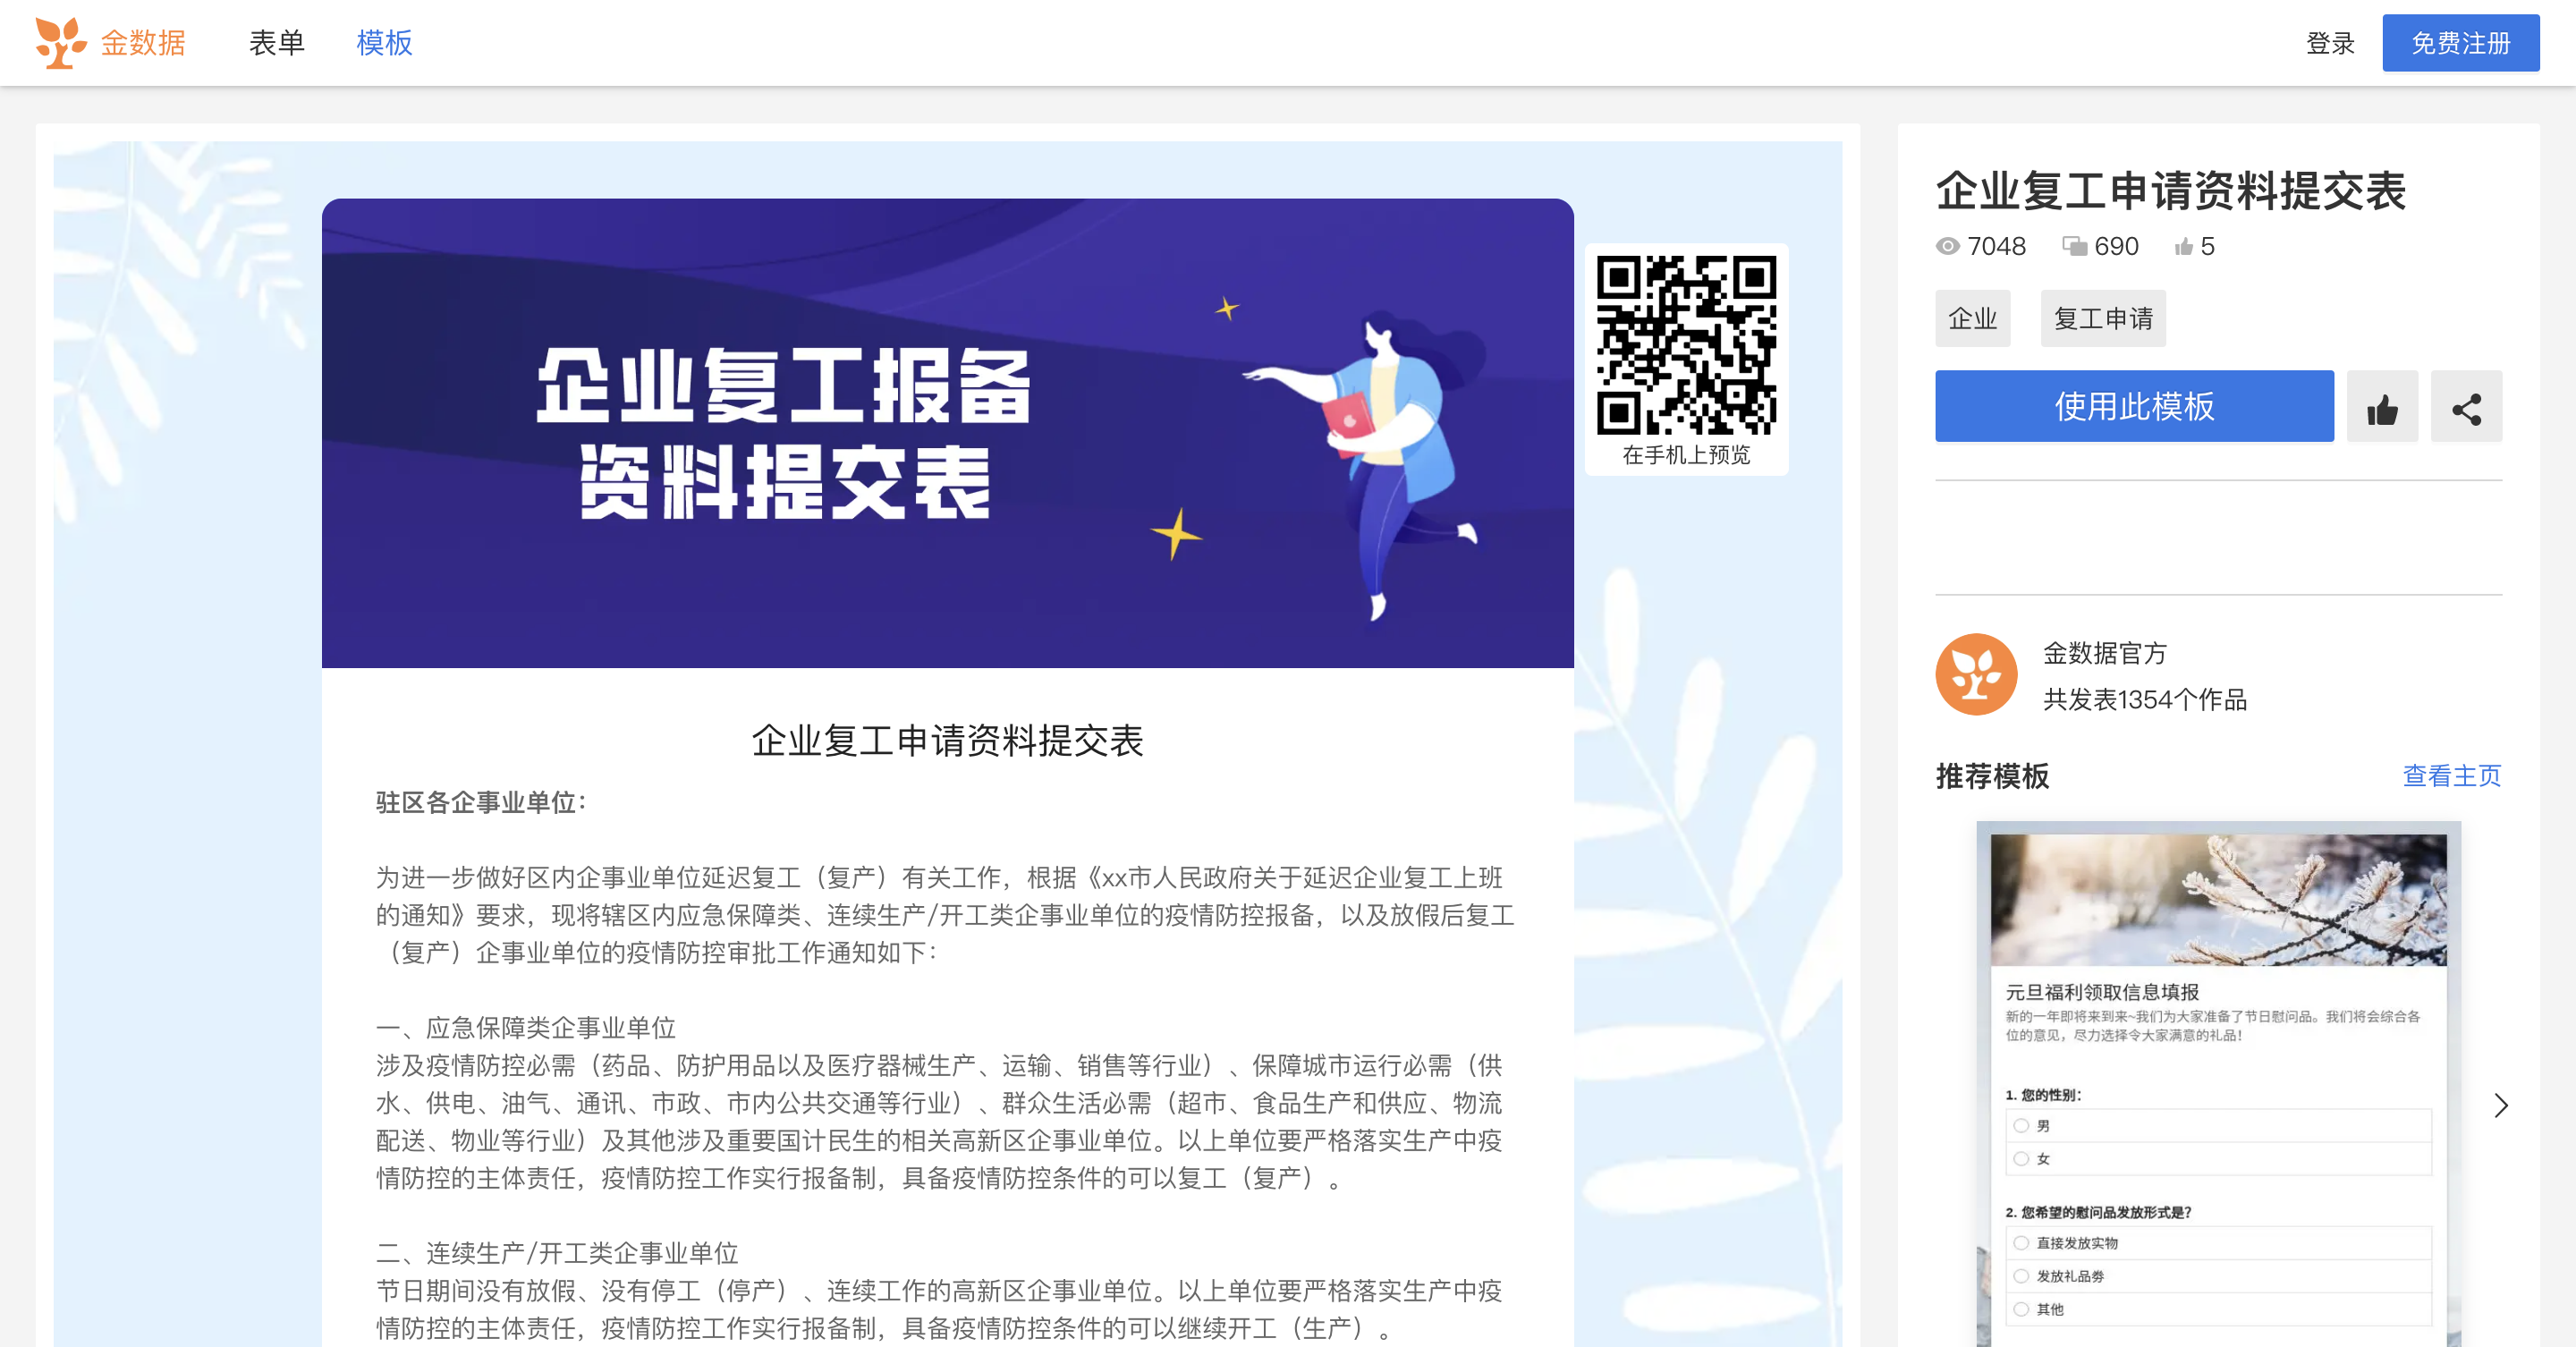 金数据
表单
模板
登录
免费注册
企业复工报备
资料提交表
在手机上预览
企业复工申请资料提交表
驻区各企事业单位：
为进一步做好区内企事业单位延迟复工（复产）有关工作，根据《xx市人民政府关于延迟企业复工上班
的通知》要求，现将辖区内应急保障类、连续生产/开工类企事业单位的疫情防控报备，以及放假后复工
（复产）企事业单位的疫情防控审批工作通知如下：
一、应急保障类企事业单位
涉及疫情防控必需（药品、防护用品以及医疗器械生产、运输、销售等行业）、保障城市运行必需（供
水、供电、油气、通讯、市政、市内公共交通等行业）、群众生活必需（超市、食品生产和供应、物流
配送、物业等行业）及其他涉及重要国计民生的相关高新区企事业单位。以上单位要严格落实生产中疫
情防控的主体责任，疫情防控工作实行报备制，具备疫情防控条件的可以复工（复产）。
二、连续生产/开工类企事业单位
节日期间没有放假、没有停工（停产）、连续工作的高新区企事业单位。以上单位要严格落实生产中疫
情防控的主体责任，疫情防控工作实行报备制，具备疫情防控条件的可以继续开工（生产）。
企业复工申请资料提交表
7048 690 5
企业 复工申请
使用此模板
金数据官方
共发表1354个作品
推荐模板 查看主页
元旦福利领取信息填报
新的一年即将来到来~我们为大家准备了节日慰问品。我们将会综合各
位的意见，尽力选择令大家满意的礼品！
1. 您的性别：
男
女
2. 您希望的慰问品发放形式是？
直接发放实物
发放礼品劵
其他